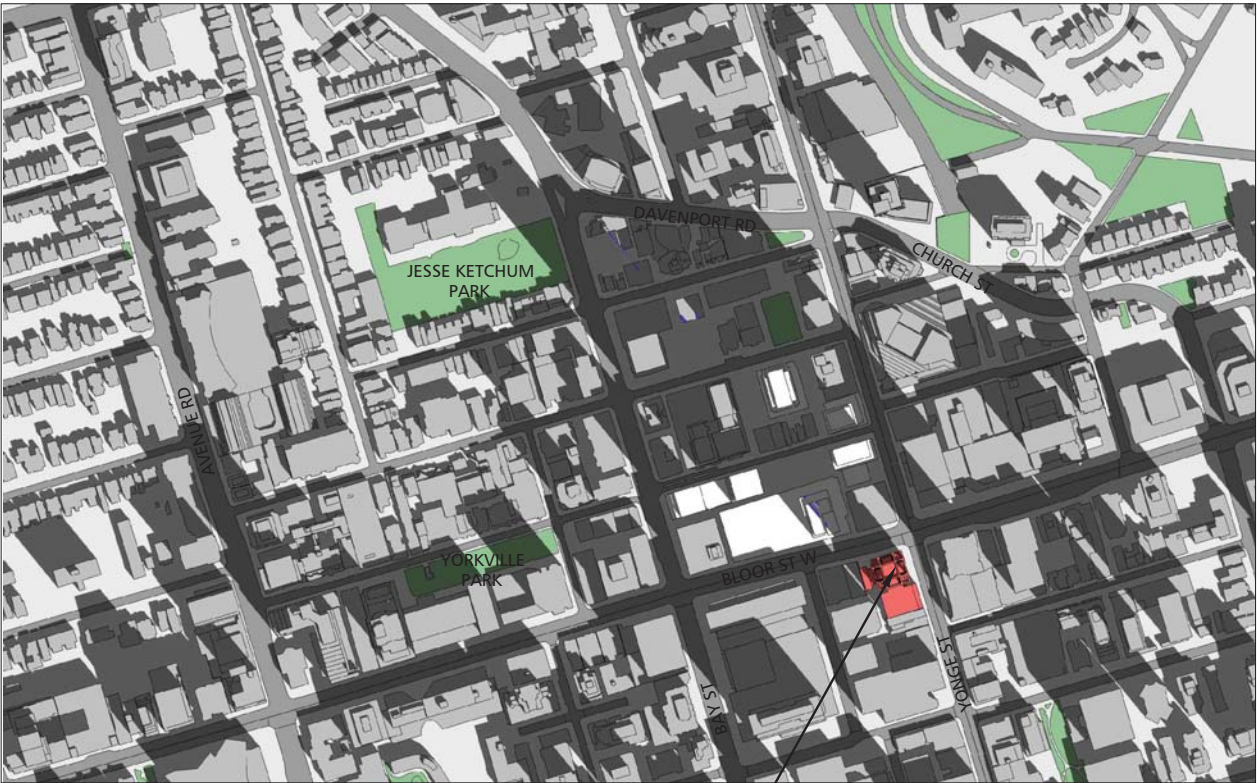 DAVENPORT RD
CHURCH ST
JESSE KETCHUM
PARK
AVENUE RD
YORKVILLE
PARK
BLOOR ST W
YONGE ST
BAY ST